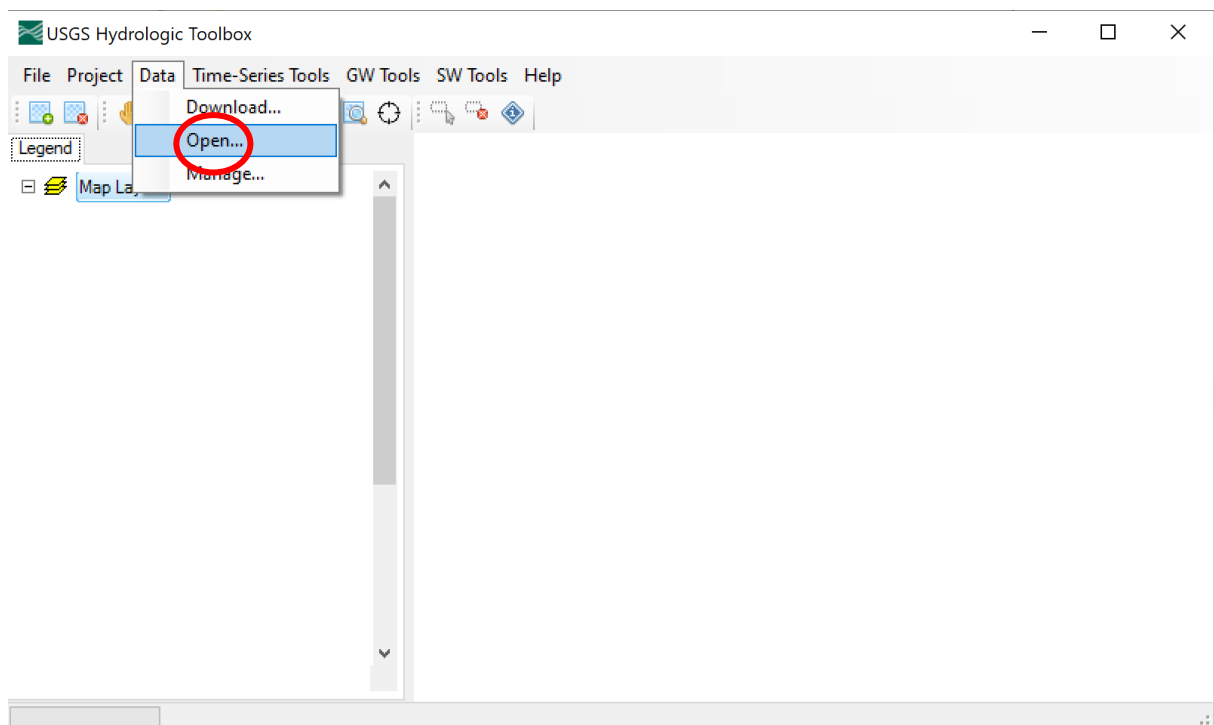 USGS Hydrologic Toolbox
File Project Data Time-Series Tools GW Tools SW Tools Help
Download...
Legend
Open...
Manage...
Map La